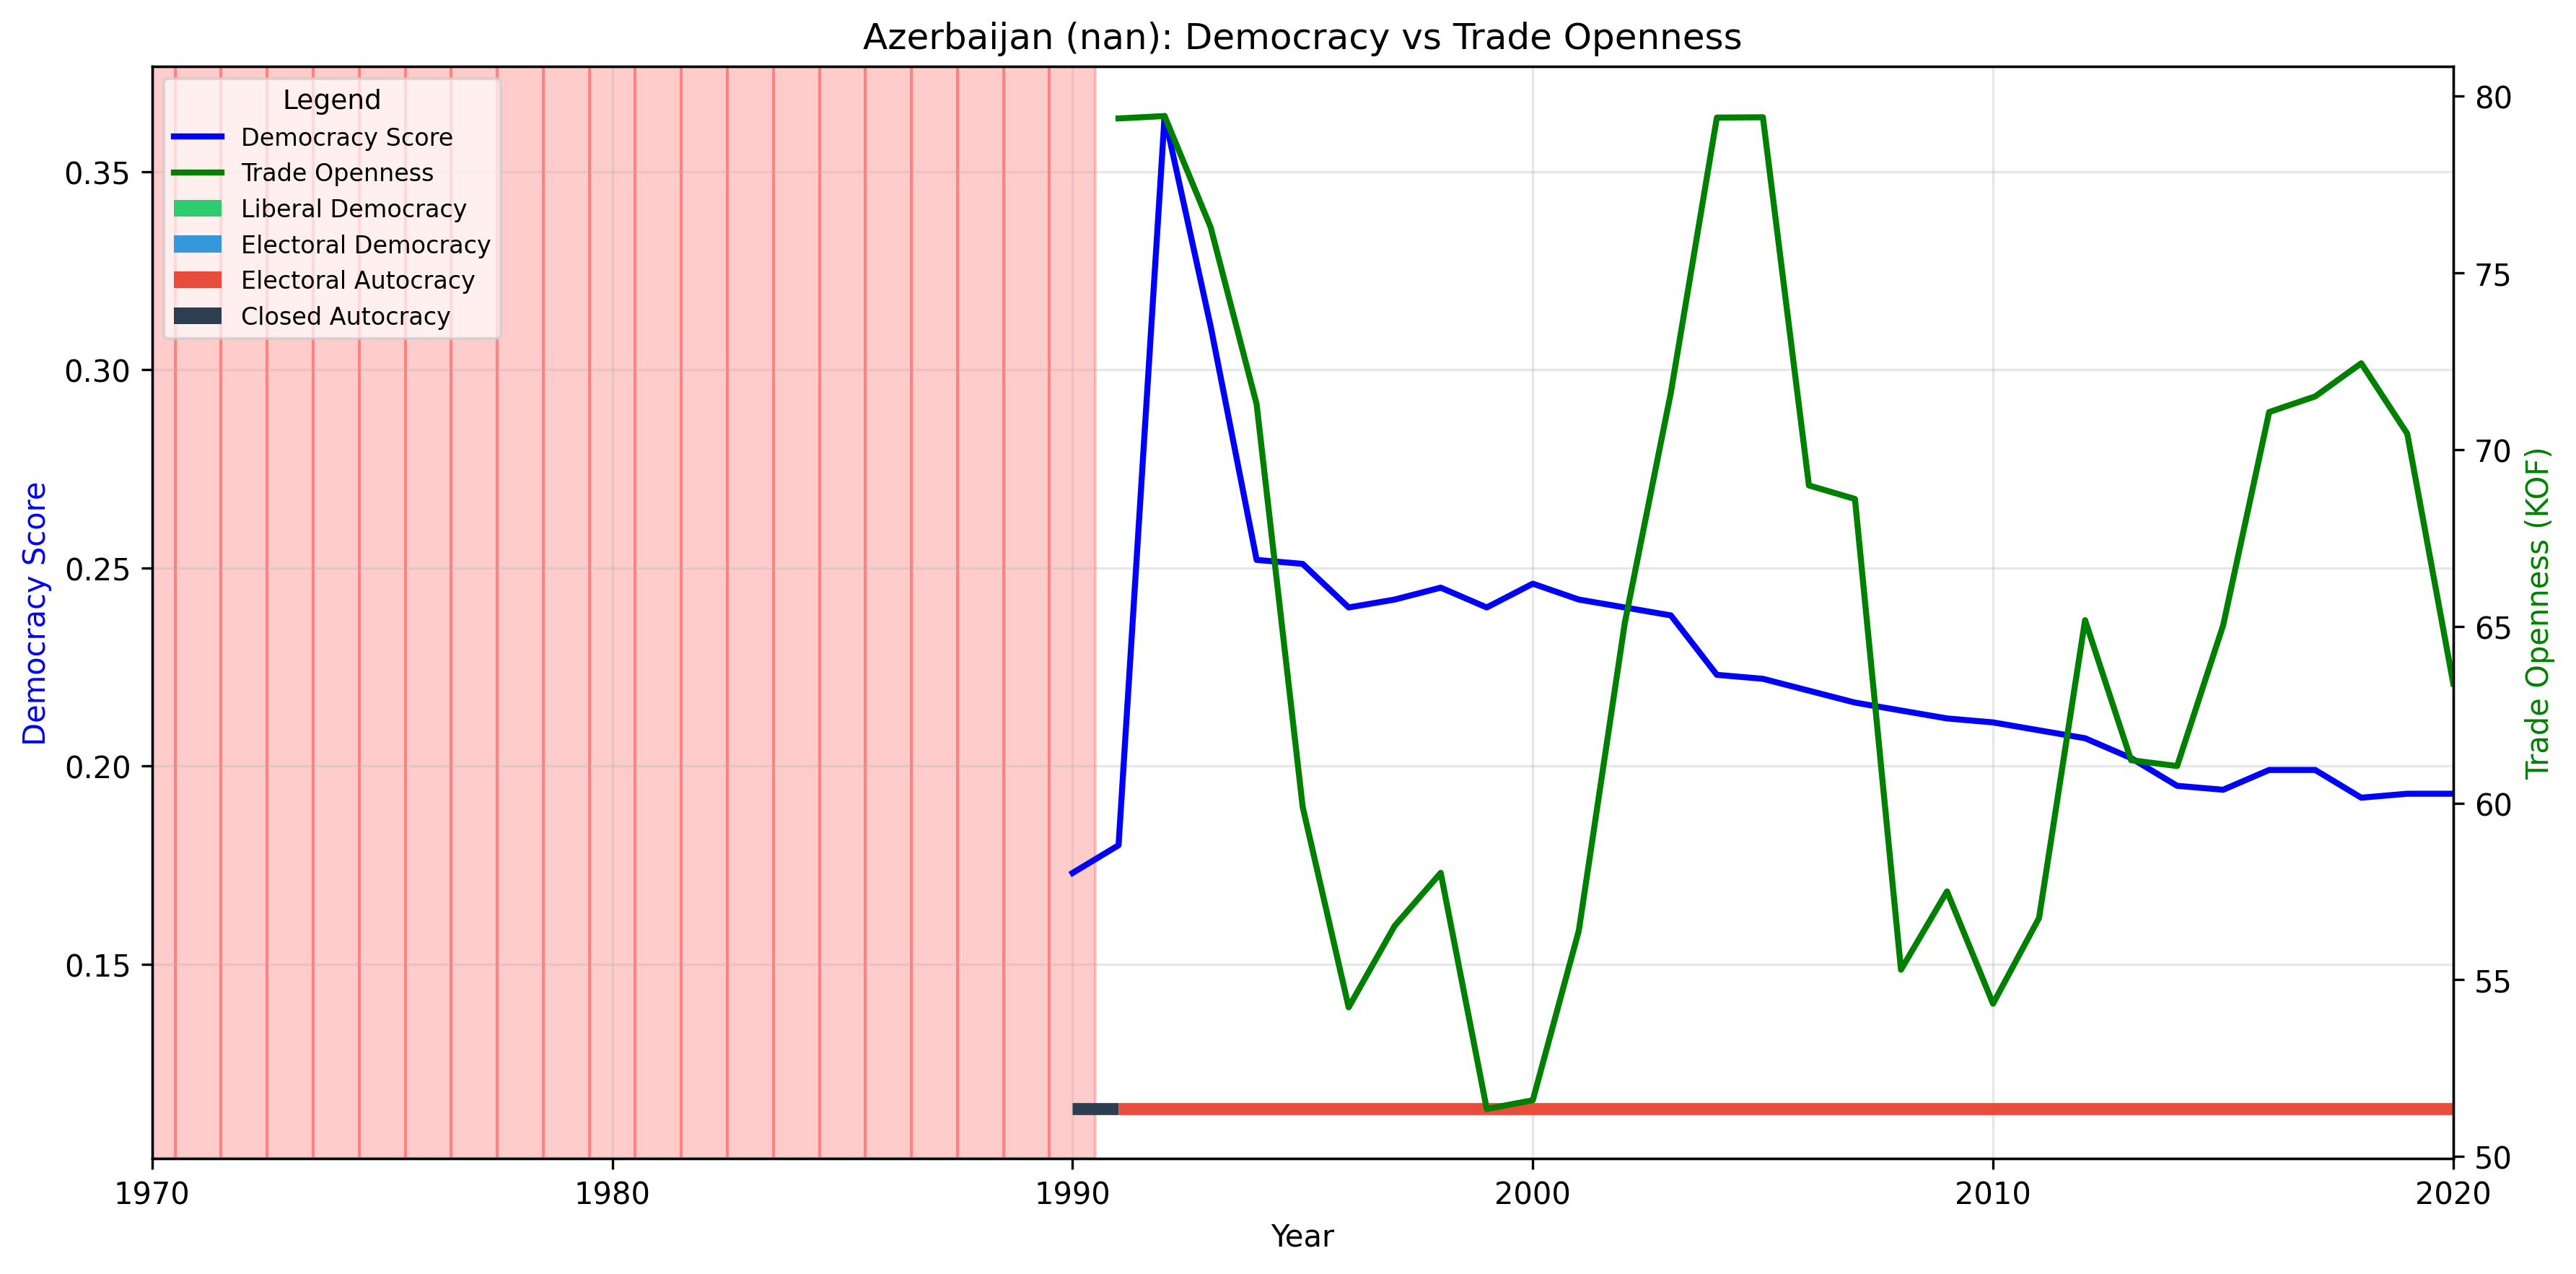 Azerbaijan (nan): Democracy vs Trade Openness
Legend
Democracy Score
Trade Openness
Liberal Democracy
Electoral Democracy
Electoral Autocracy
Closed Autocracy
Democracy Score
0.35
0.30
0.25
0.20
0.15
80
75
70
65
60
55
50
Trade Openness (KOF)
1970
1980
1990
2000
2010
2020
Year